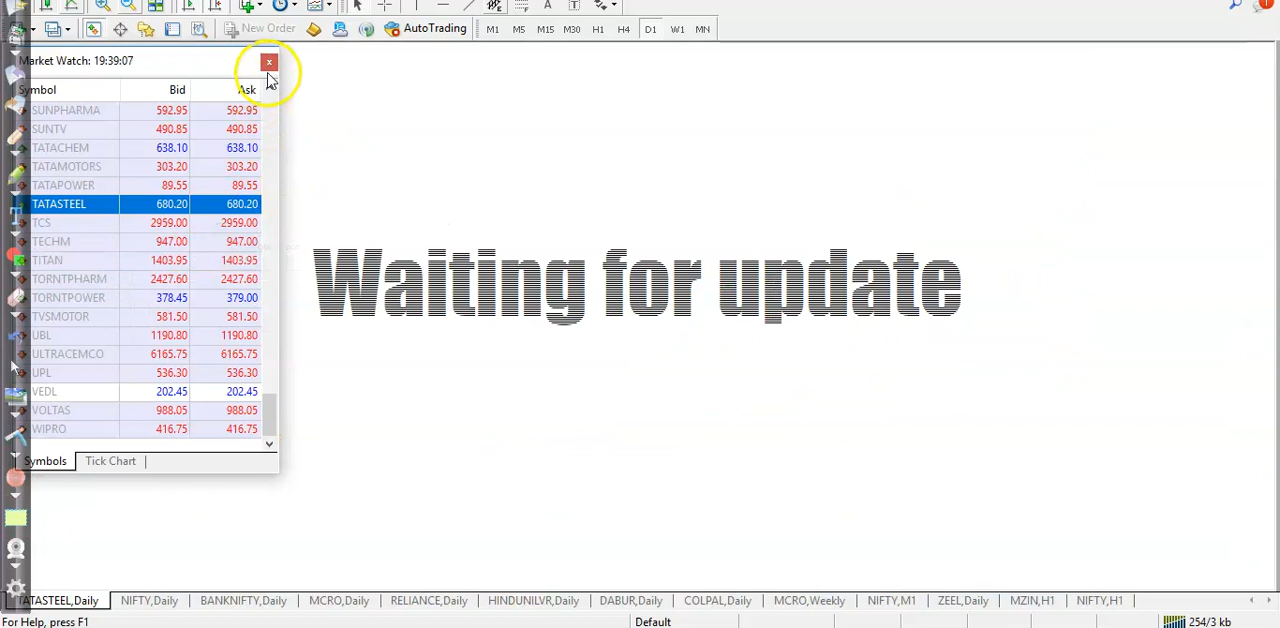 New Order AutoTrading M1 M5 M15 M30 H1 H4 D1 W1 MN
Market Watch: 19:39:07
Symbol Bid Ask
SUNPHARMA 592.95 592.95
SUNTV 490.85 490.85
TATACHEM 638.10 638.10
TATAMOTORS 303.20 303.20
TATAPOWER 89.55 89.55
TATASTEEL 680.20 680.20
TCS 2959.00 2959.00
TECHM 947.00 947.00
TITAN 1403.95 1403.95
TORNTPHARM 2427.60 2427.60
TORNTPOWER 378.45 379.00
TVSMOTOR 581.50 581.50
UBL 1190.80 1190.80
ULTRACEMCO 6165.75 6165.75
UPL 536.30 536.30
VEDL 202.45 202.45
VOLTAS 988.05 988.05
WIPRO 416.75 416.75
Symbols Tick Chart
Waiting for update
TATASTEEL,Daily NIFTY,Daily BANKNIFTY,Daily MCRO,Daily RELIANCE,Daily HINDUNILVR,Daily DABUR,Daily COLPAL,Daily MCRO,Weekly NIFTY,M1 ZEEL,Daily MZIN,H1 NIFTY,H1
For Help, press F1 Default 254/3 kb